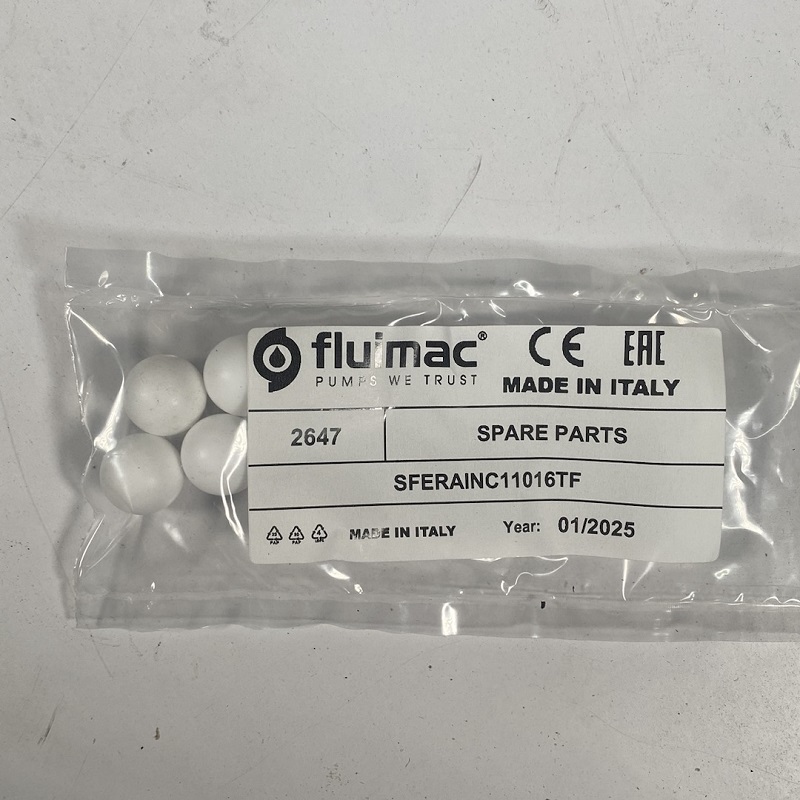 fluimac®
PUMPS WE TRUST
CE EAC
MADE IN ITALY
2647
SPARE PARTS
SFERAINC11016TF
MADE IN ITALY
Year: 01/2025